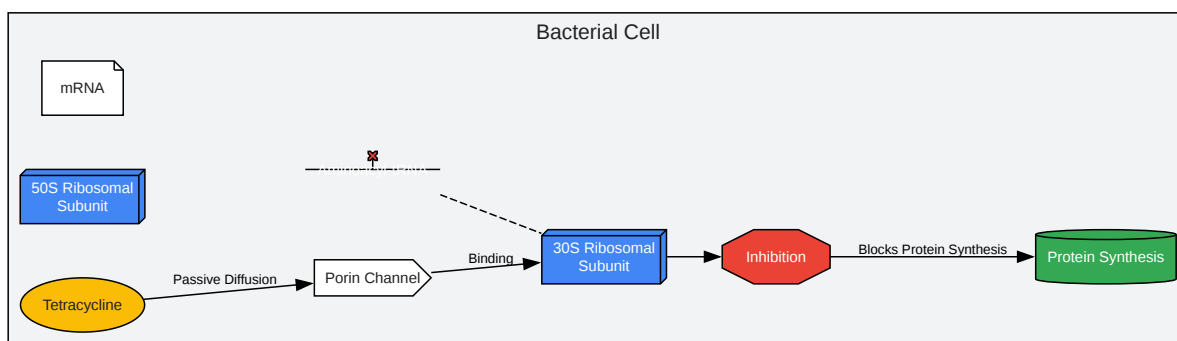 Bacterial Cell
mRNA
50S Ribosomal
Subunit
30S Ribosomal
Subunit
Inhibition
Blocks Protein Synthesis
Protein Synthesis
Binding
Passive Diffusion
Porin Channel
Tetracycline